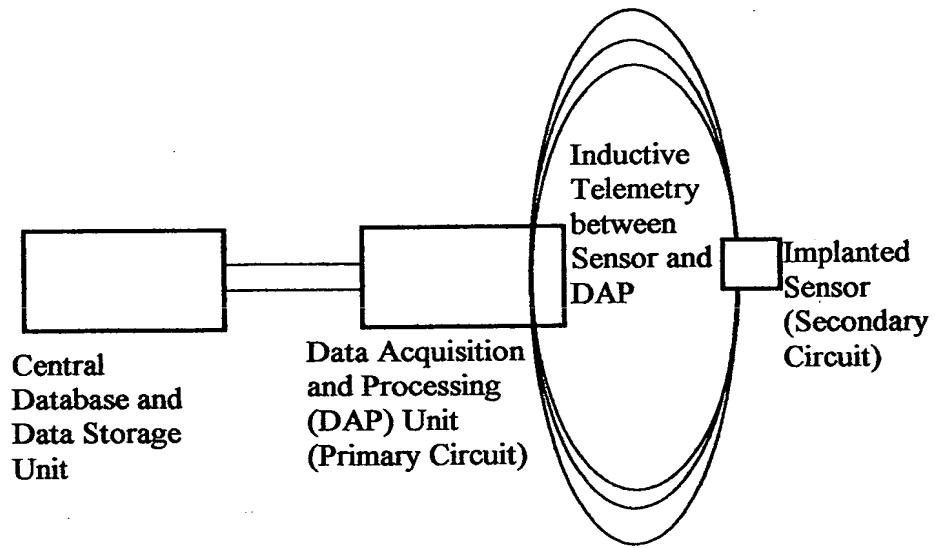 Central
Database and
Data Storage
Unit
Data Acquisition
and Processing
(DAP) Unit
(Primary Circuit)
Inductive
Telemetry
between
Sensor and
DAP
Implanted
Sensor
(Secondary
Circuit)